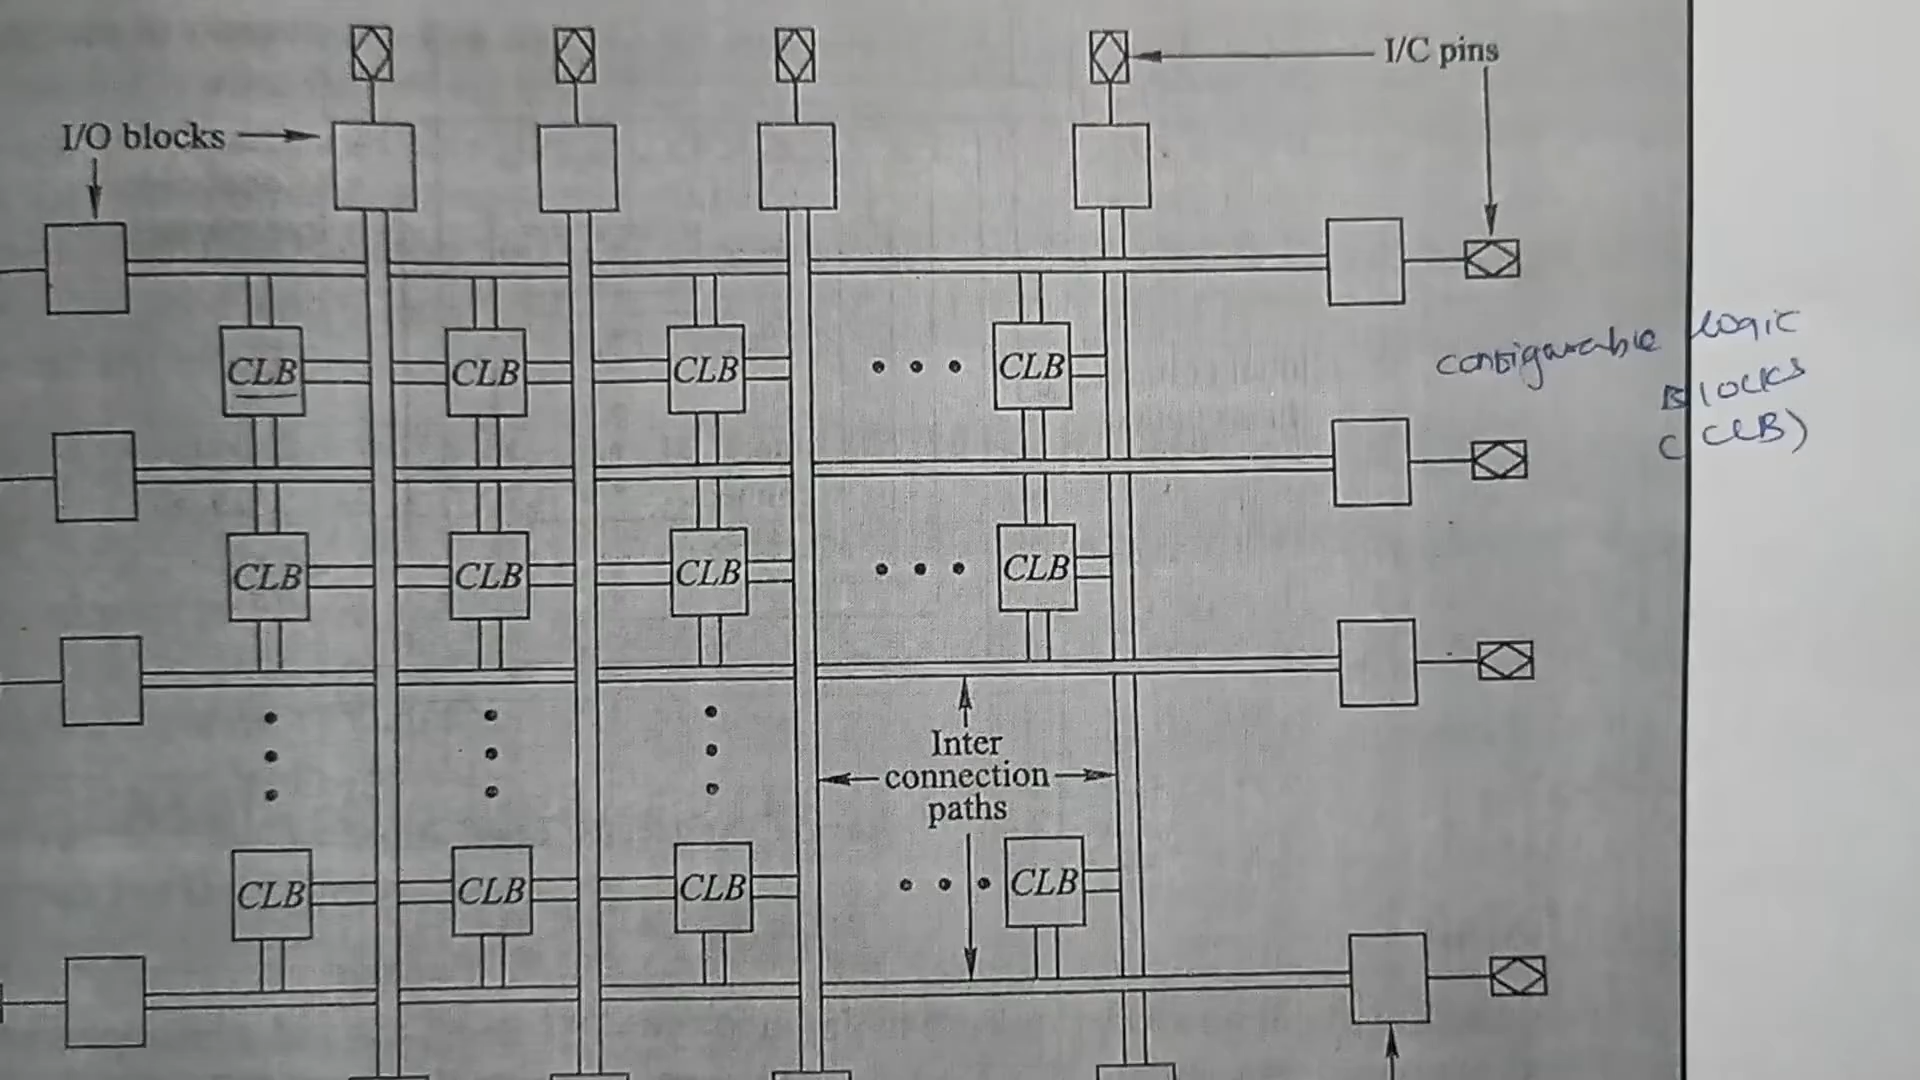 I/C pins
I/O blocks
CLB CLB CLB CLB
configurable logic
Blocks
(CLB)
CLB CLB CLB CLB
Inter
connection
paths
CLB CLB CLB CLB